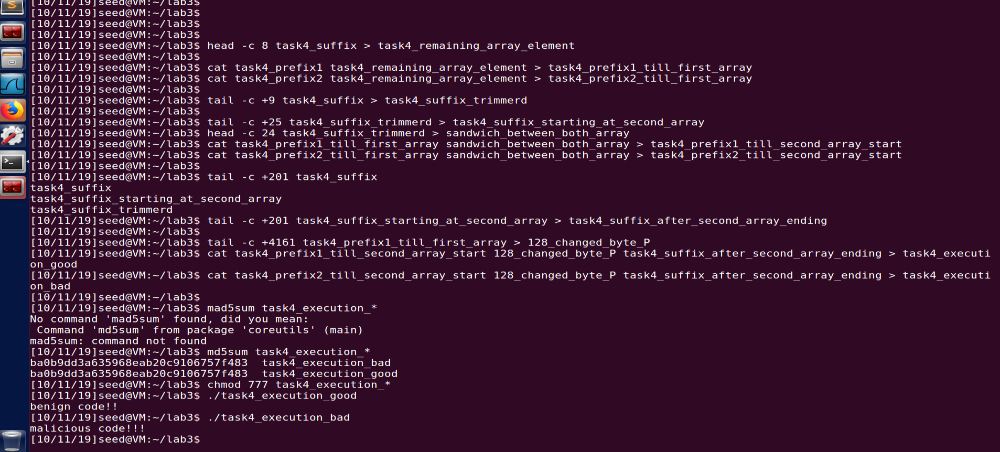 [10/11/19]seed@VM:~/lab3$
[10/11/19]seed@VM:~/lab3$
[10/11/19]seed@VM:~/lab3$
[10/11/19]seed@VM:~/lab3$
[10/11/19]seed@VM:~/lab3$ head -c 8 task4_suffix > task4_remaining_array_element
[10/11/19]seed@VM:~/lab3$
[10/11/19]seed@VM:~/lab3$ cat task4_prefix1 task4_remaining_array_element > task4_prefix1_till_first_array
[10/11/19]seed@VM:~/lab3$ cat task4_prefix2 task4_remaining_array_element > task4_prefix2_till_first_array
[10/11/19]seed@VM:~/lab3$
[10/11/19]seed@VM:~/lab3$ tail -c +9 task4_suffix > task4_suffix_trimmerd
[10/11/19]seed@VM:~/lab3$
[10/11/19]seed@VM:~/lab3$ tail -c +25 task4_suffix_trimmerd > task4_suffix_starting_at_second_array
[10/11/19]seed@VM:~/lab3$ head -c 24 task4_suffix_trimmerd > sandwich_between_both_array
[10/11/19]seed@VM:~/lab3$ cat task4_prefix1_till_first_array sandwich_between_both_array > task4_prefix1_till_second_array_start
[10/11/19]seed@VM:~/lab3$ cat task4_prefix2_till_first_array sandwich_between_both_array > task4_prefix2_till_second_array_start
[10/11/19]seed@VM:~/lab3$
[10/11/19]seed@VM:~/lab3$ tail -c +201 task4_suffix
task4_suffix
task4_suffix_starting_at_second_array
task4_suffix_trimmerd
[10/11/19]seed@VM:~/lab3$ tail -c +201 task4_suffix_starting_at_second_array > task4_suffix_after_second_array_ending
[10/11/19]seed@VM:~/lab3$
[10/11/19]seed@VM:~/lab3$ tail -c +4161 task4_prefix1_till_first_array > 128_changed_byte_P
[10/11/19]seed@VM:~/lab3$ cat task4_prefix1_till_second_array_start 128_changed_byte_P task4_suffix_after_second_array_ending > task4_executi
on_good
[10/11/19]seed@VM:~/lab3$ cat task4_prefix2_till_second_array_start 128_changed_byte_P task4_suffix_after_second_array_ending > task4_executi
on_bad
[10/11/19]seed@VM:~/lab3$
[10/11/19]seed@VM:~/lab3$ mad5sum task4_execution_*
No command 'mad5sum' found, did you mean:
 Command 'md5sum' from package 'coreutils' (main)
mad5sum: command not found
[10/11/19]seed@VM:~/lab3$ md5sum task4_execution_*
ba0b9dd3a635968eab20c9106757f483  task4_execution_bad
ba0b9dd3a635968eab20c9106757f483  task4_execution_good
[10/11/19]seed@VM:~/lab3$ chmod 777 task4_execution_*
[10/11/19]seed@VM:~/lab3$ ./task4_execution_good
benign code!!
[10/11/19]seed@VM:~/lab3$ ./task4_execution_bad
malicious code!!!
[10/11/19]seed@VM:~/lab3$